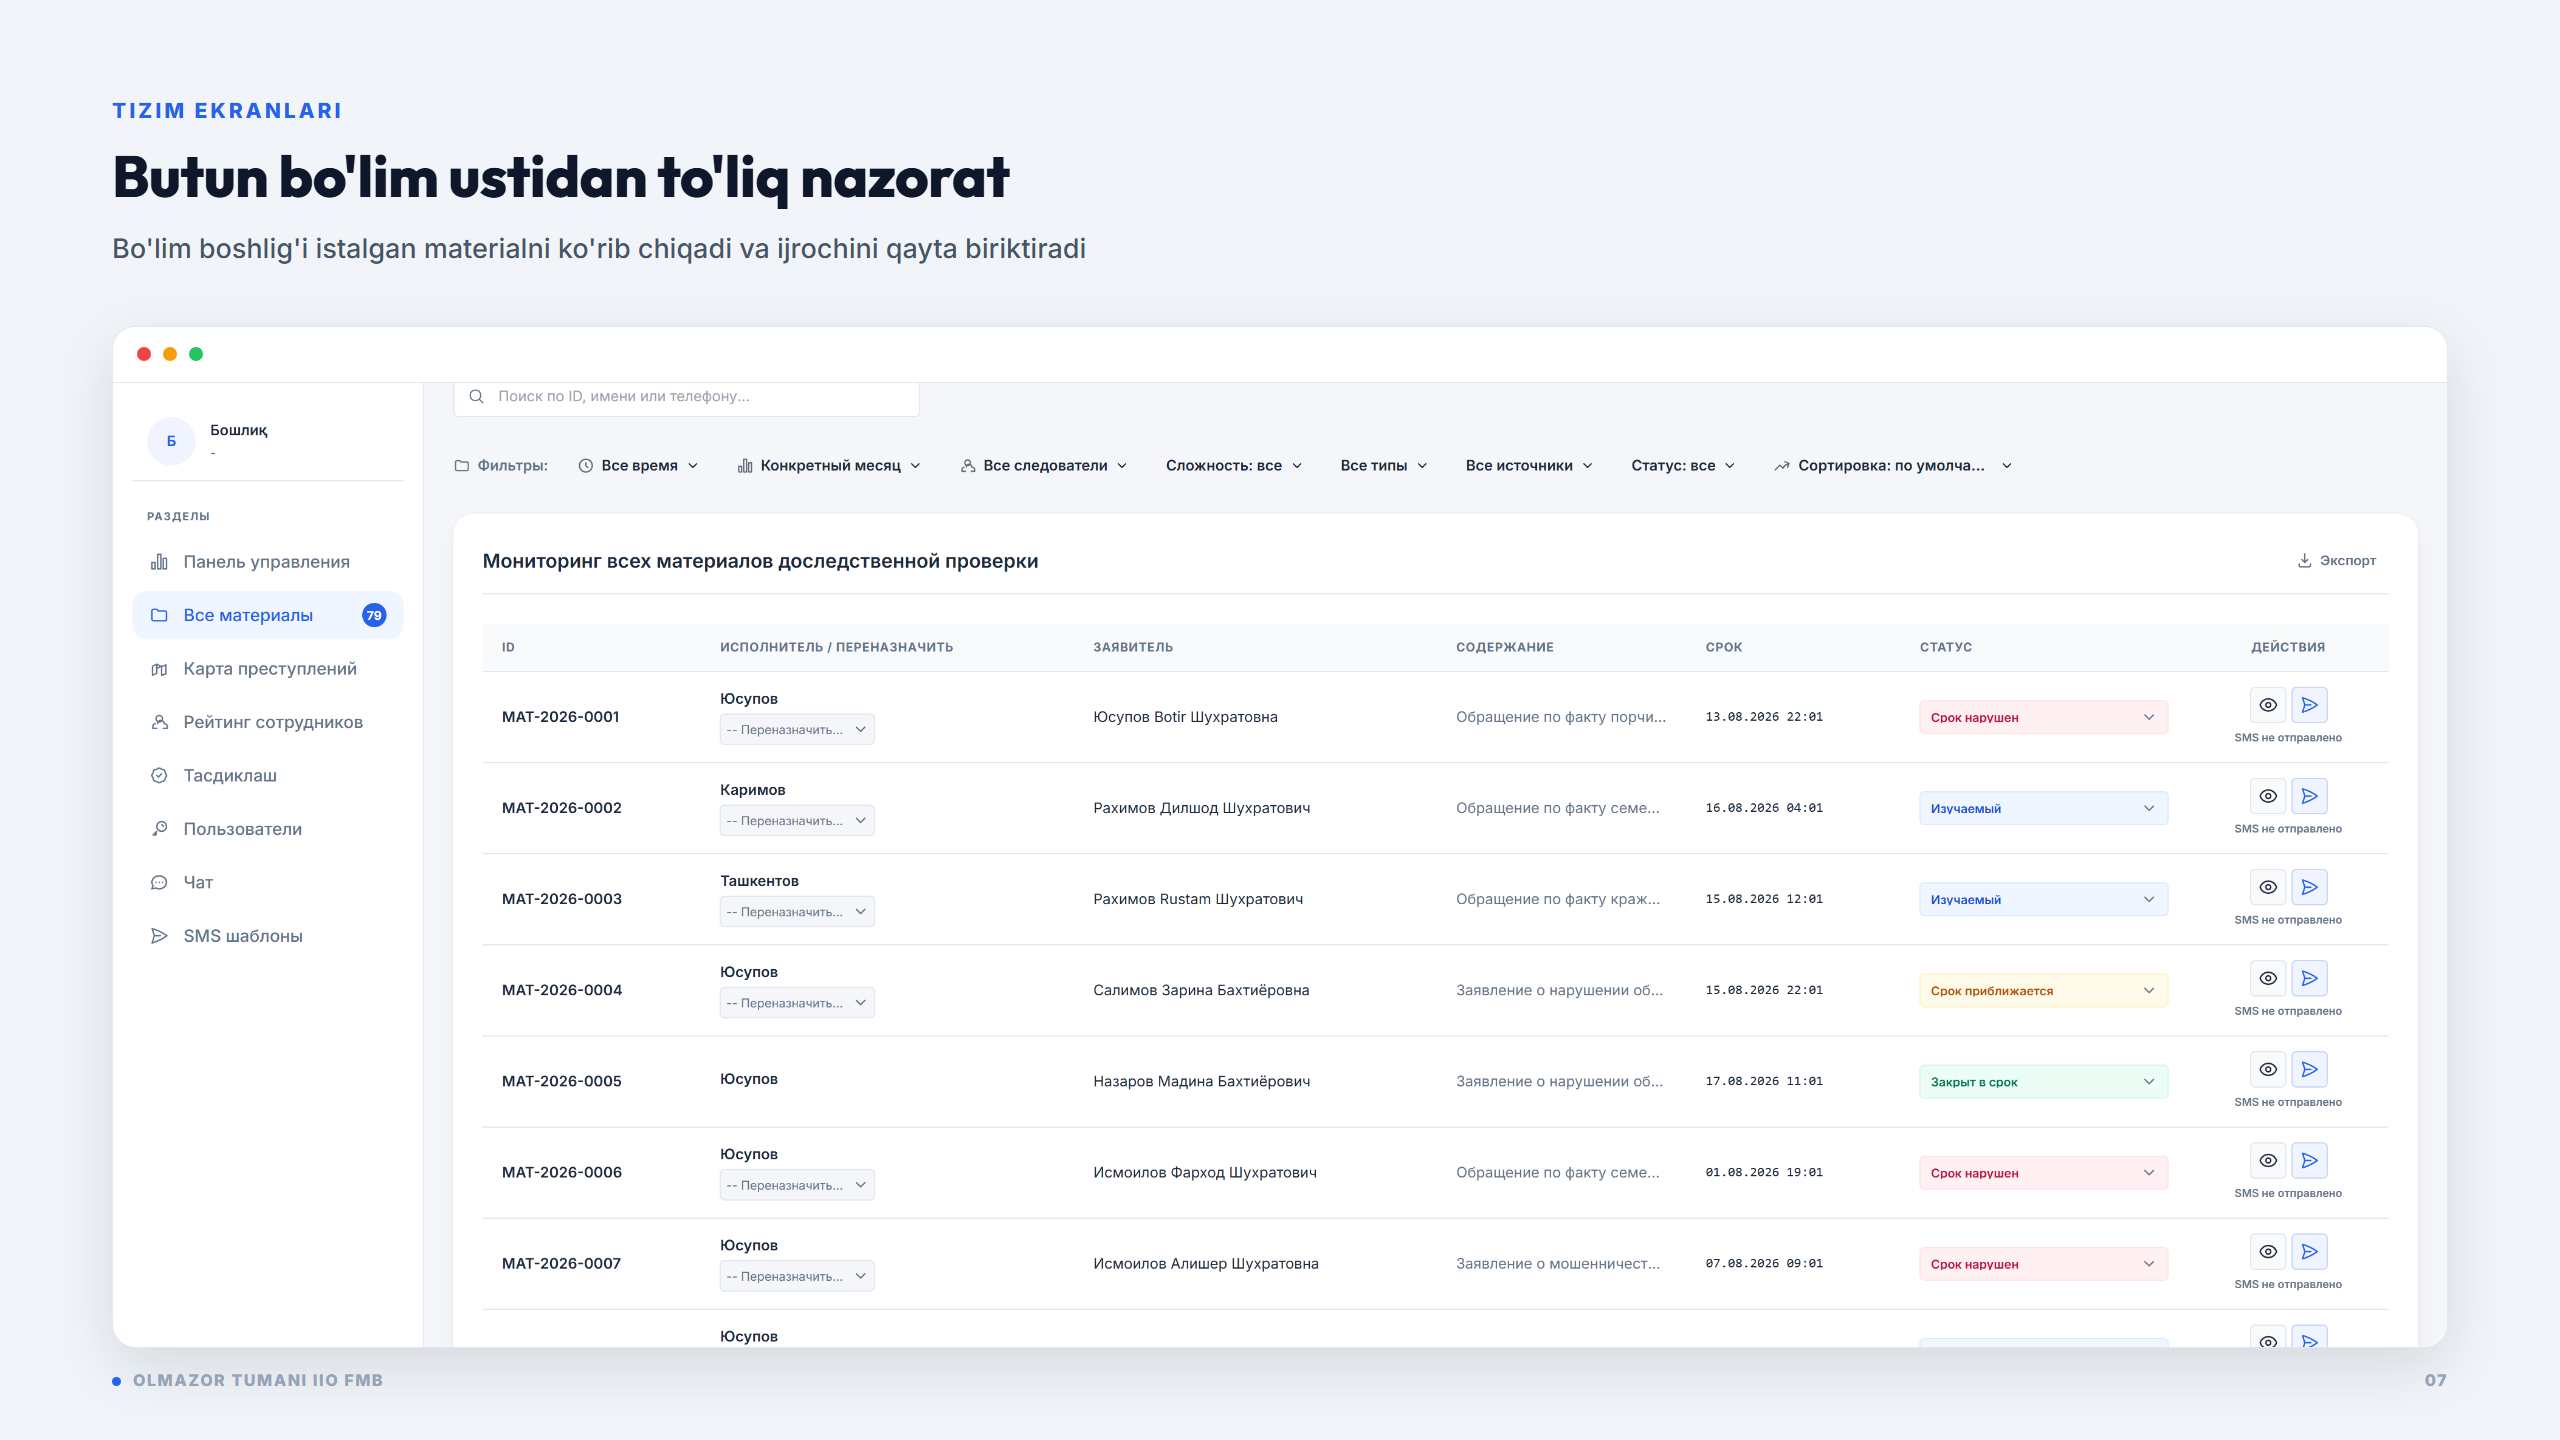 TIZIM EKRANLARI
Butun bo'lim ustidan to'liq nazorat
Bo'lim boshlig'i istalgan materialni ko'rib chiqadi va ijrochini qayta biriktiradi
Б
Бошлиқ
-
РАЗДЕЛЫ
Панель управления
Все материалы 79
Карта преступлений
Рейтинг сотрудников
Тасдиклаш
Пользователи
Чат
SMS шаблоны
Поиск по ID, имени или телефону...
Фильтры: Все время Конкретный месяц Все следователи Сложность: все Все типы Все источники Статус: все Сортировка: по умолча...
Мониторинг всех материалов доследственной проверки Экспорт
ID ИСПОЛНИТЕЛЬ / ПЕРЕНАЗНАЧИТЬ ЗАЯВИТЕЛЬ СОДЕРЖАНИЕ СРОК СТАТУС ДЕЙСТВИЯ
Юсупов
MAT-2026-0001 -- Переназначить... Юсупов Botir Шухратовна Обращение по факту порчи... 13.08.2026 22:01 Срок нарушен
SMS не отправлено
Каримов
MAT-2026-0002 -- Переназначить... Рахимов Дилшод Шухратович Обращение по факту семе... 16.08.2026 04:01 Изучаемый
SMS не отправлено
Ташкентов
MAT-2026-0003 -- Переназначить... Рахимов Rustam Шухратович Обращение по факту краж... 15.08.2026 12:01 Изучаемый
SMS не отправлено
Юсупов
MAT-2026-0004 -- Переназначить... Салимов Зарина Бахтиёровна Заявление о нарушении об... 15.08.2026 22:01 Срок приближается
SMS не отправлено
MAT-2026-0005 Юсупов Назаров Мадина Бахтиёрович Заявление о нарушении об... 17.08.2026 11:01 Закрыт в срок
SMS не отправлено
Юсупов
MAT-2026-0006 -- Переназначить... Исмоилов Фарход Шухратович Обращение по факту семе... 01.08.2026 19:01 Срок нарушен
SMS не отправлено
Юсупов
MAT-2026-0007 -- Переназначить... Исмоилов Алишер Шухратовна Заявление о мошенничест... 07.08.2026 09:01 Срок нарушен
SMS не отправлено
Юсупов
OLMAZOR TUMANI IIO FMB
07